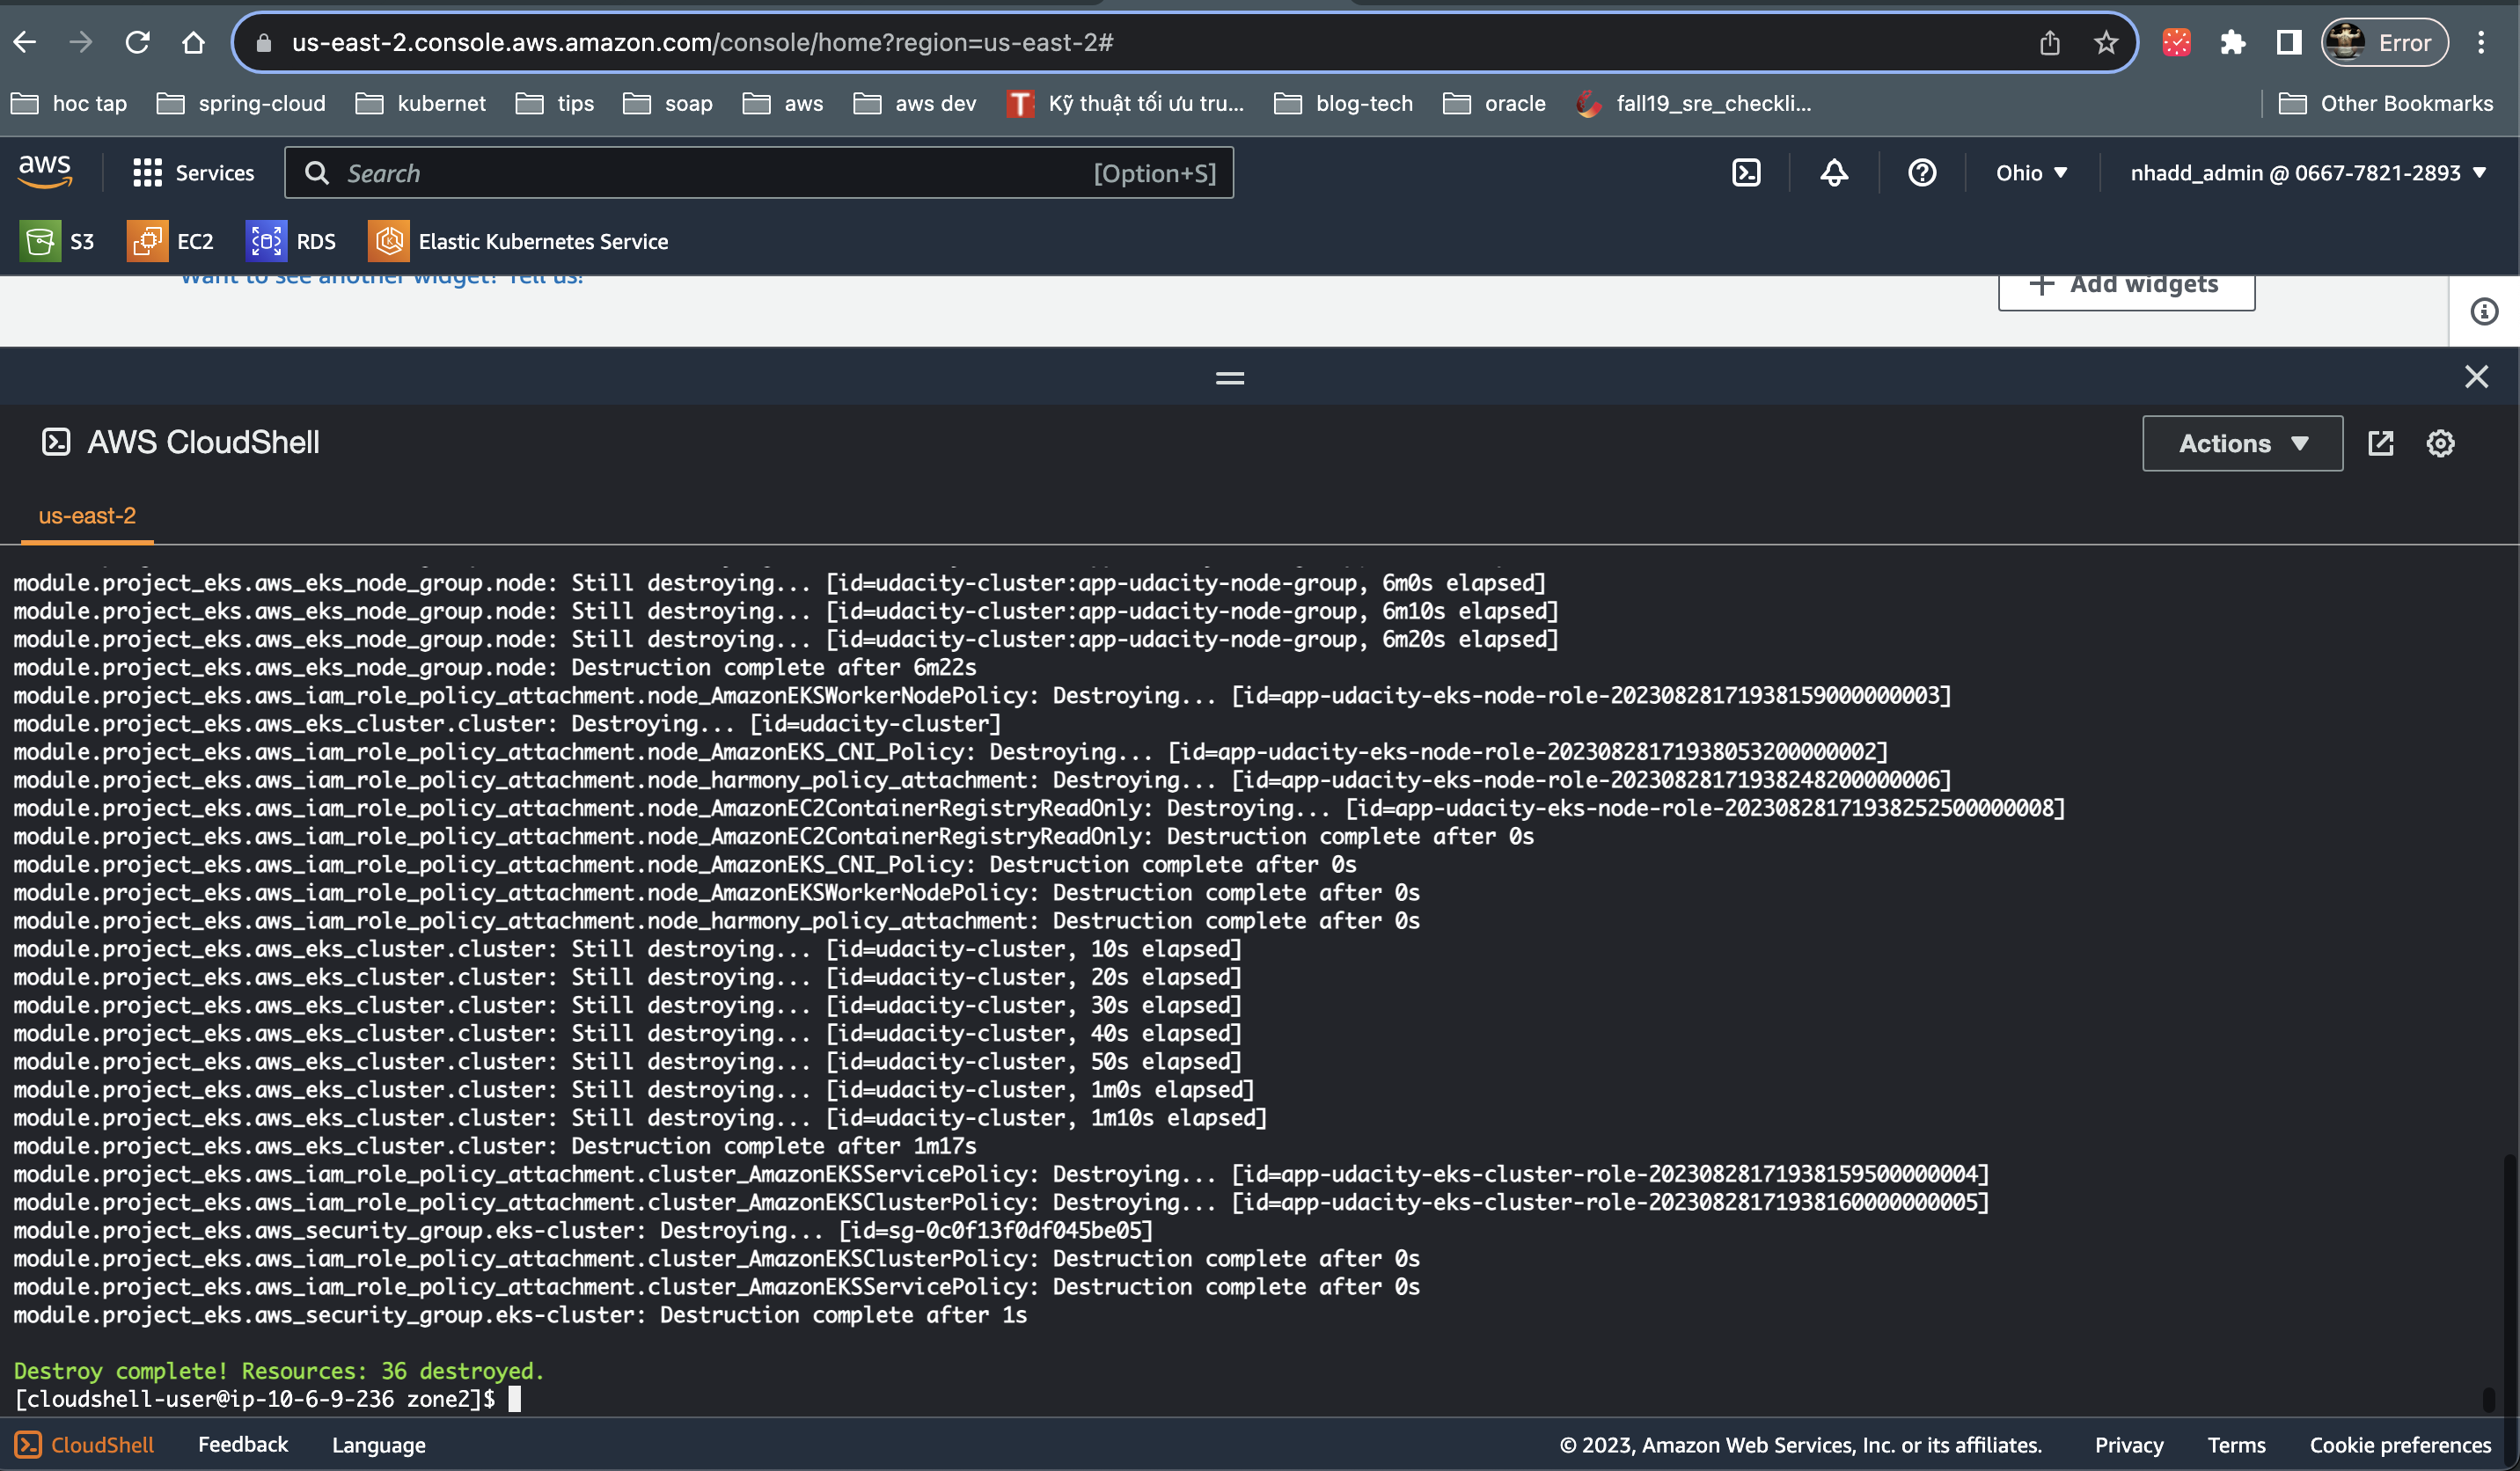 us-east-2.console.aws.amazon.com/console/home?region=us-east-2#
Error
hoc tap
spring-cloud
kubernet
tips
soap
aws
aws dev
Kỹ thuật tối ưu tru...
blog-tech
oracle
fall19_sre_checkli...
Other Bookmarks
aws
Services
Search
[Option+S]
Ohio
nhadd_admin @ 0667-7821-2893
S3
EC2
RDS
Elastic Kubernetes Service
Want to see another widget? Tell us!
Add widgets
AWS CloudShell
Actions
us-east-2
module.project_eks.aws_eks_node_group.node: Still destroying... [id=udacity-cluster:app-udacity-node-group, 6m0s elapsed]
module.project_eks.aws_eks_node_group.node: Still destroying... [id=udacity-cluster:app-udacity-node-group, 6m10s elapsed]
module.project_eks.aws_eks_node_group.node: Still destroying... [id=udacity-cluster:app-udacity-node-group, 6m20s elapsed]
module.project_eks.aws_eks_node_group.node: Destruction complete after 6m22s
module.project_eks.aws_iam_role_policy_attachment.node_AmazonEKSWorkerNodePolicy: Destroying... [id=app-udacity-eks-node-role-20230828171938159000000003]
module.project_eks.aws_eks_cluster.cluster: Destroying... [id=udacity-cluster]
module.project_eks.aws_iam_role_policy_attachment.node_AmazonEKS_CNI_Policy: Destroying... [id=app-udacity-eks-node-role-20230828171938053200000002]
module.project_eks.aws_iam_role_policy_attachment.node_harmony_policy_attachment: Destroying... [id=app-udacity-eks-node-role-20230828171938248200000006]
module.project_eks.aws_iam_role_policy_attachment.node_AmazonEC2ContainerRegistryReadOnly: Destroying... [id=app-udacity-eks-node-role-20230828171938252500000008]
module.project_eks.aws_iam_role_policy_attachment.node_AmazonEC2ContainerRegistryReadOnly: Destruction complete after 0s
module.project_eks.aws_iam_role_policy_attachment.node_AmazonEKS_CNI_Policy: Destruction complete after 0s
module.project_eks.aws_iam_role_policy_attachment.node_AmazonEKSWorkerNodePolicy: Destruction complete after 0s
module.project_eks.aws_iam_role_policy_attachment.node_harmony_policy_attachment: Destruction complete after 0s
module.project_eks.aws_eks_cluster.cluster: Still destroying... [id=udacity-cluster, 10s elapsed]
module.project_eks.aws_eks_cluster.cluster: Still destroying... [id=udacity-cluster, 20s elapsed]
module.project_eks.aws_eks_cluster.cluster: Still destroying... [id=udacity-cluster, 30s elapsed]
module.project_eks.aws_eks_cluster.cluster: Still destroying... [id=udacity-cluster, 40s elapsed]
module.project_eks.aws_eks_cluster.cluster: Still destroying... [id=udacity-cluster, 50s elapsed]
module.project_eks.aws_eks_cluster.cluster: Still destroying... [id=udacity-cluster, 1m0s elapsed]
module.project_eks.aws_eks_cluster.cluster: Still destroying... [id=udacity-cluster, 1m10s elapsed]
module.project_eks.aws_eks_cluster.cluster: Destruction complete after 1m17s
module.project_eks.aws_iam_role_policy_attachment.cluster_AmazonEKSServicePolicy: Destroying... [id=app-udacity-eks-cluster-role-20230828171938159500000004]
module.project_eks.aws_iam_role_policy_attachment.cluster_AmazonEKSClusterPolicy: Destroying... [id=app-udacity-eks-cluster-role-20230828171938160000000005]
module.project_eks.aws_security_group.eks-cluster: Destroying... [id=sg-0c0f13f0df045be05]
module.project_eks.aws_iam_role_policy_attachment.cluster_AmazonEKSClusterPolicy: Destruction complete after 0s
module.project_eks.aws_iam_role_policy_attachment.cluster_AmazonEKSServicePolicy: Destruction complete after 0s
module.project_eks.aws_security_group.eks-cluster: Destruction complete after 1s
Destroy complete! Resources: 36 destroyed.
[cloudshell-user@ip-10-6-9-236 zone2]$
CloudShell
Feedback
Language
© 2023, Amazon Web Services, Inc. or its affiliates.
Privacy
Terms
Cookie preferences